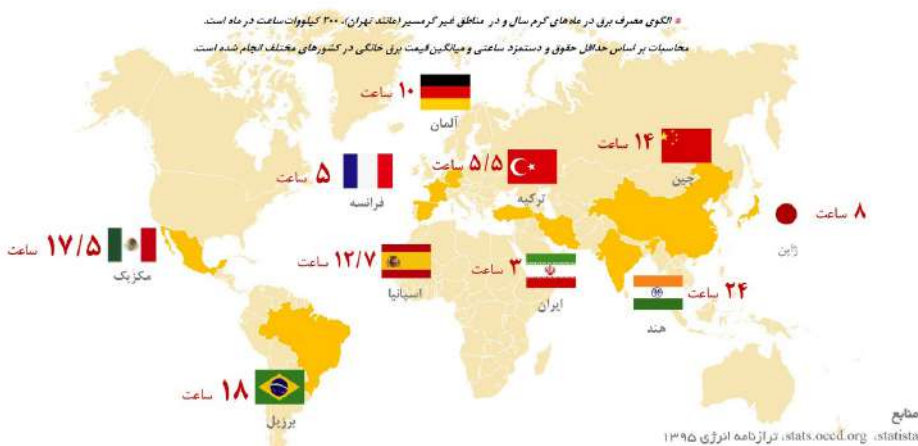 * الگوی مصرف برق در ماه‌های گرم سال و در مناطق غیر گرمسیر (مانند تهران)، ۳۰۰ کیلووات‌ساعت در ماه است.
محاسبات بر اساس حداقل حقوق و دستمزد ساعتی و میانگین قیمت برق خانگی در کشورهای مختلف انجام شده است.
۱۰ ساعت
آلمان
۱۴ ساعت
چین
۵/۵ ساعت
ترکیه
۵ ساعت
فرانسه
۸ ساعت
ژاپن
۱۷/۵ ساعت
مکزیک
۱۲/۷ ساعت
اسپانیا
۳ ساعت
ایران
۲۴ ساعت
هند
۱۸ ساعت
برزیل
منابع
stats.oecd.org، statista، ترازنامه انرژی ۱۳۹۵